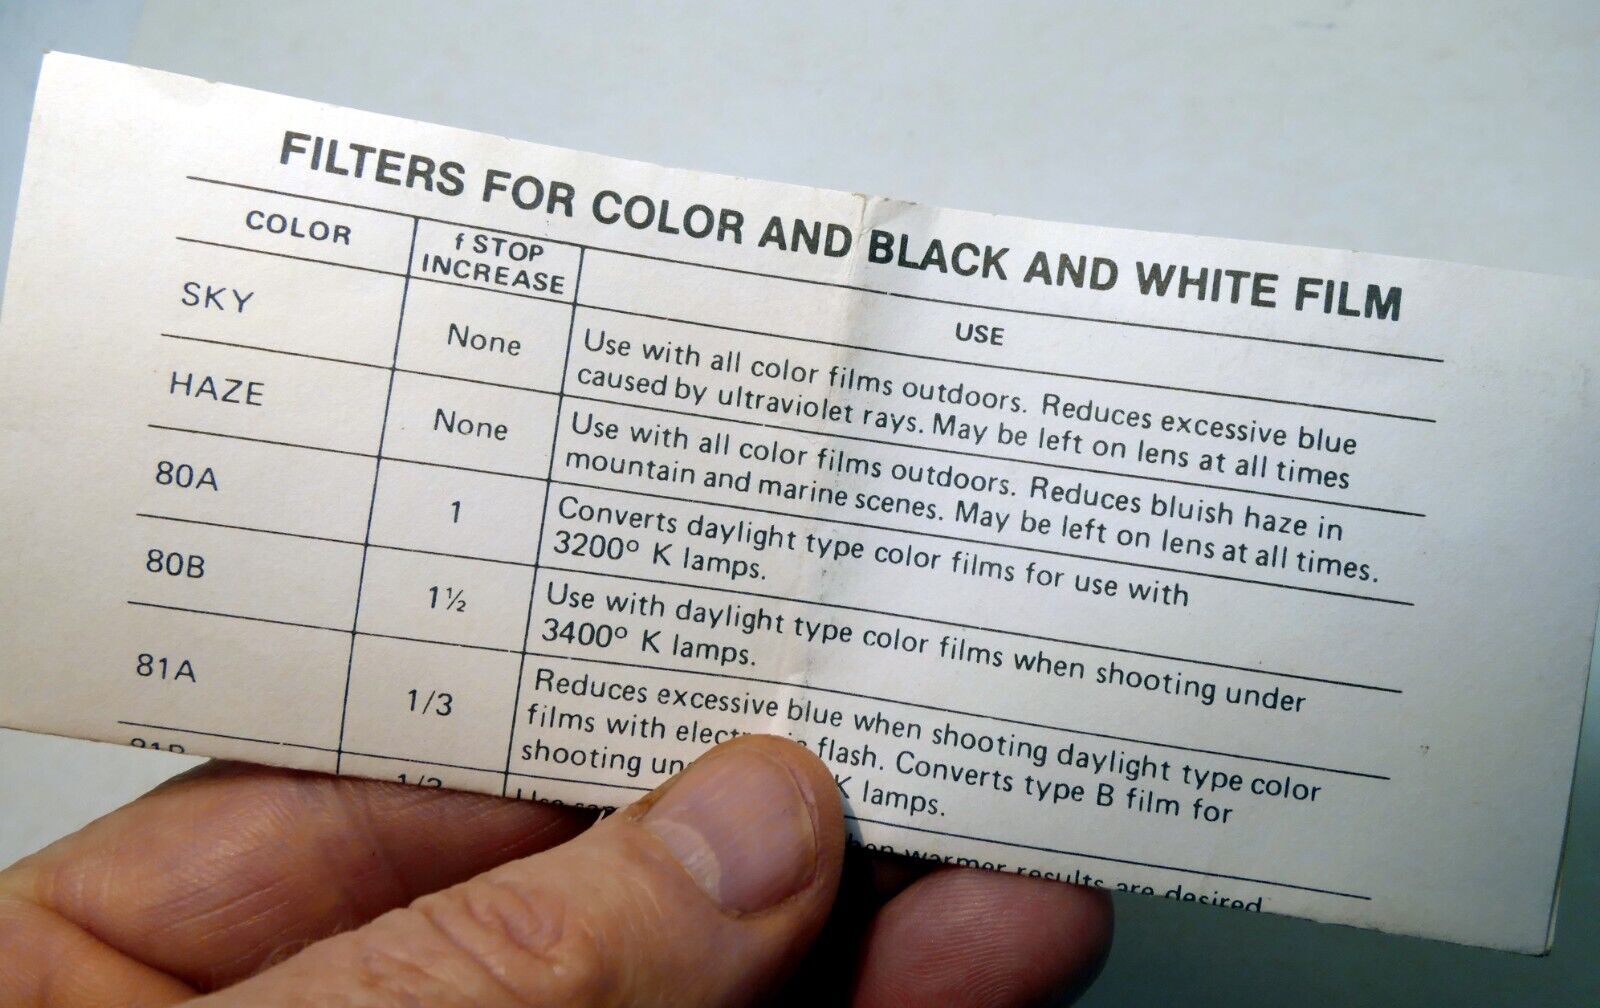 FILTERS FOR COLOR AND BLACK AND WHITE FILM
COLOR
f STOP
INCREASE
USE
SKY
None
Use with all color films outdoors. Reduces excessive blue
caused by ultraviolet rays. May be left on lens at all times
HAZE
None
Use with all color films outdoors. Reduces bluish haze in
mountain and marine scenes. May be left on lens at all times.
80A
1
Converts daylight type color films for use with
3200° K lamps.
80B
1½
Use with daylight type color films when shooting under
3400° K lamps.
81A
1/3
Reduces excessive blue when shooting daylight type color
films with flash. Converts type B film for
shooting K lamps.
warmer results are desired